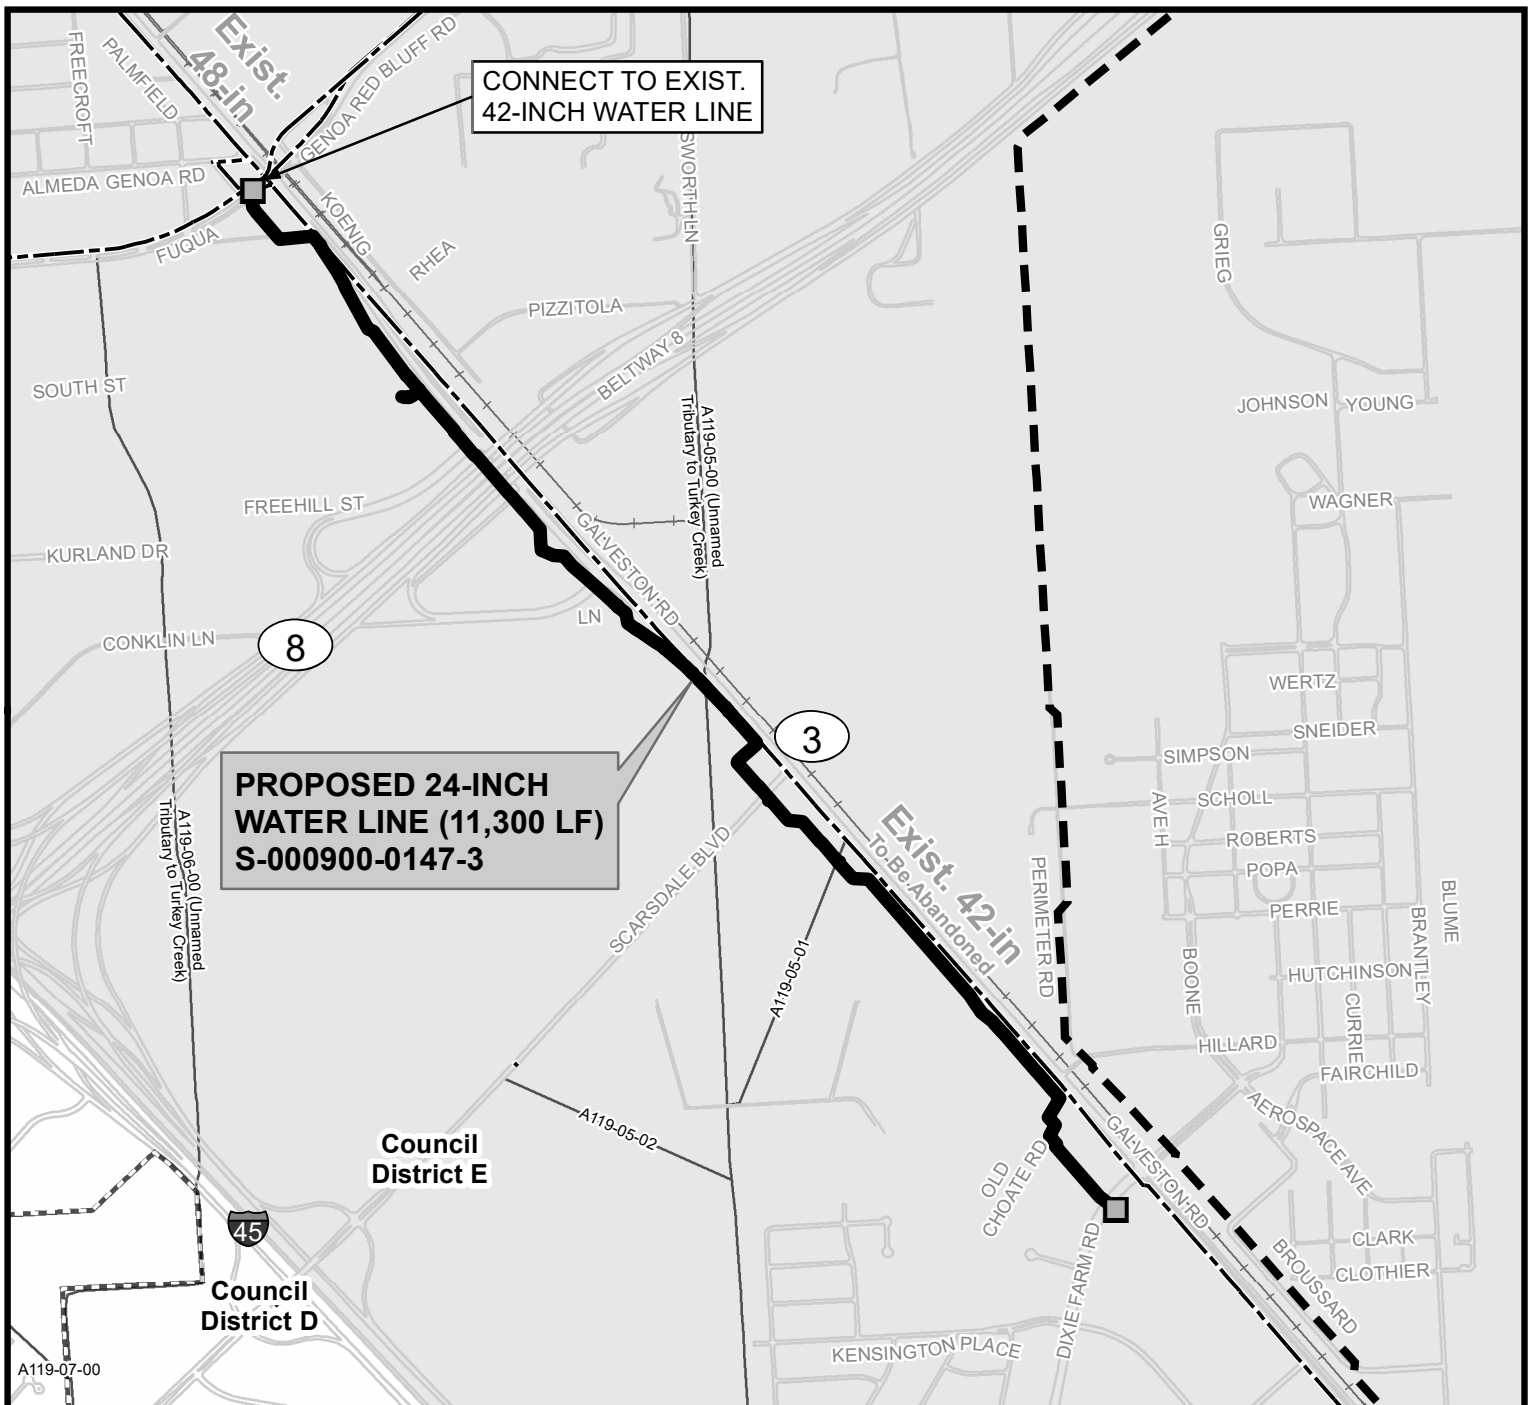 FREECROFT
PALMFIELD
Exist.
48-in
GENOA RED BLUFF RD
CONNECT TO EXIST.
42-INCH WATER LINE
SWORTH LN
ALMEDA GENOA RD
FUQUA
KOENIG
RHEA
PIZZITOLA
GRIEG
SOUTH ST
BELTWAY 8
JOHNSON
YOUNG
A119-05-00 (Unnamed
Tributary to Turkey Creek)
FREEHILL ST
WAGNER
KURLAND DR
GALVESTON RD
LN
CONKLIN LN
8
WERTZ
SNEIDER
3
SIMPSON
PROPOSED 24-INCH
WATER LINE (11,300 LF)
S-000900-0147-3
SCHOLL
AVE H
ROBERTS
POPA
A119-06-00 (Unnamed
Tributary to Turkey Creek)
SCARSDALE BLVD
Exist. 42-in
To Be Abandoned
PERIMETER RD
PERRIE
BLUME
BRANTLEY
A119-05-01
BOONE
HUTCHINSON
CURRIE
HILLARD
FAIRCHILD
A119-05-02
AEROSPACE AVE
GALVESTON RD
Council
District E
OLD
CHOATE RD
45
CLARK
CLOTHIER
BROUSSARD
DIXIE FARM RD
Council
District D
KENSINGTON PLACE
A119-07-00